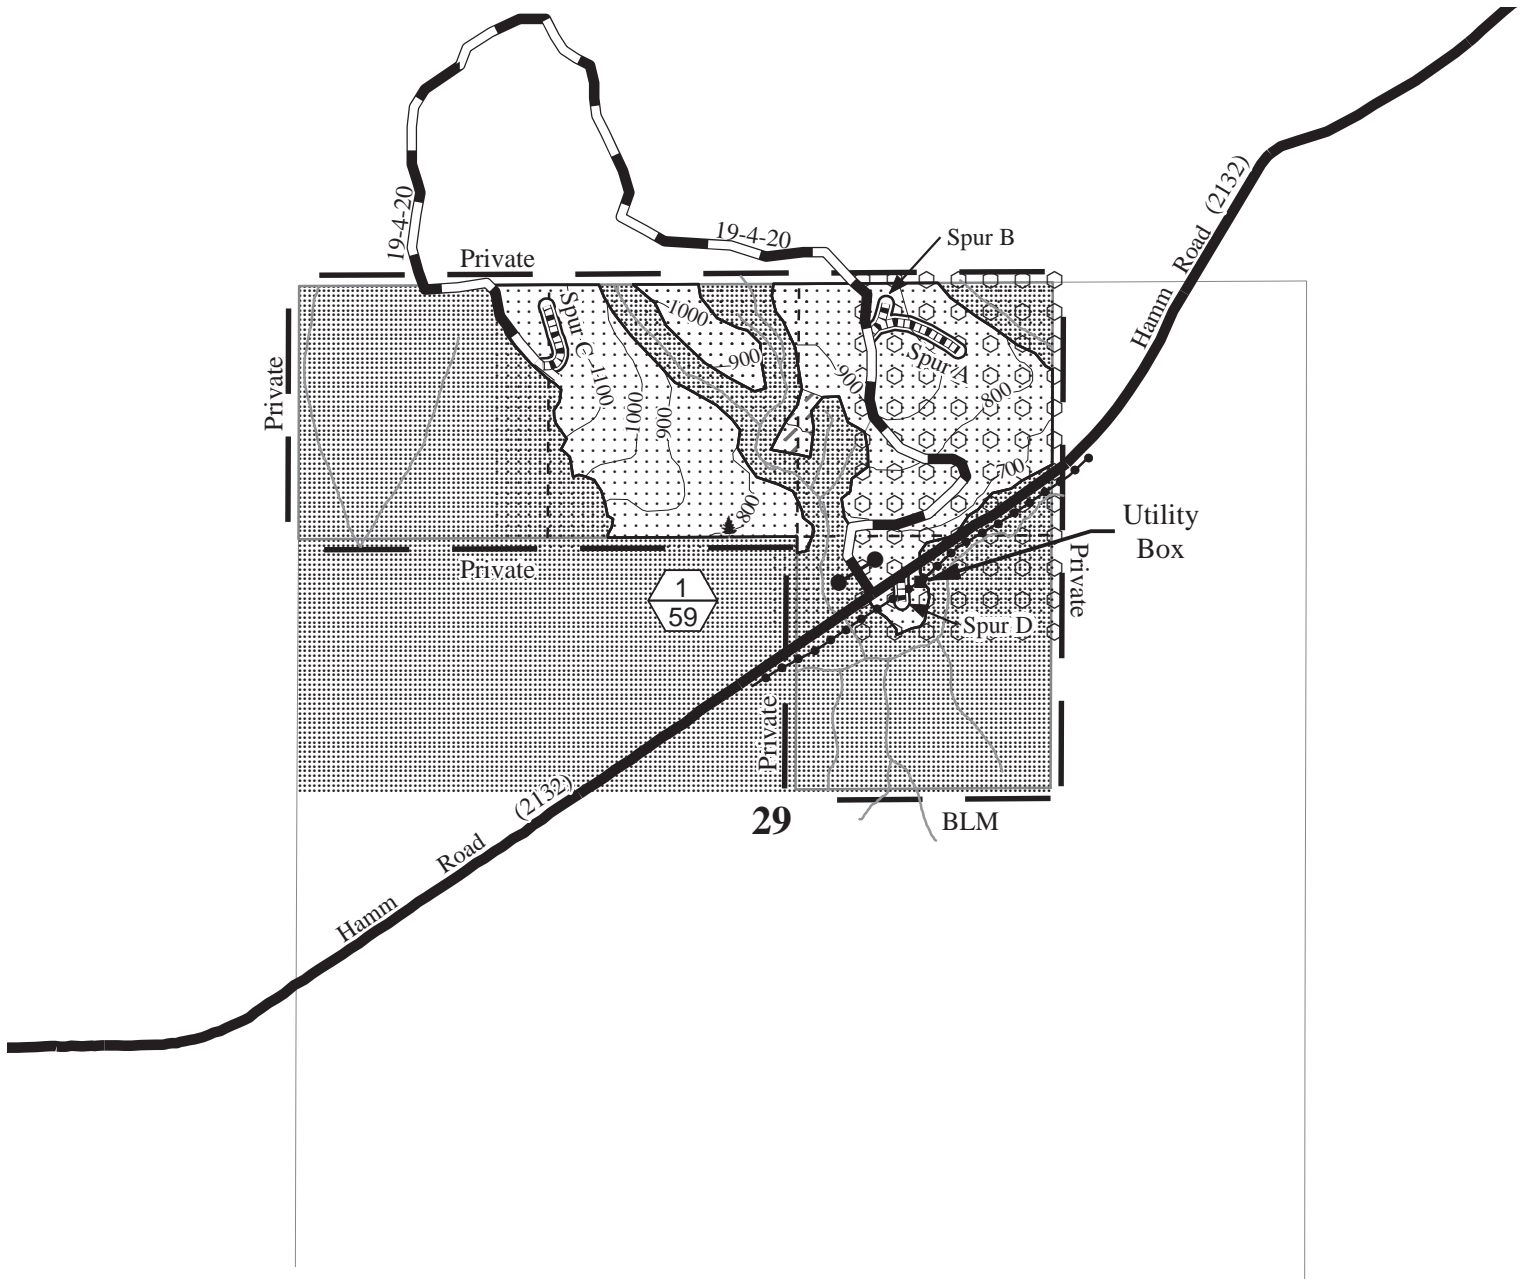 (2132)
Road
Hamm
19-4-20
19-4-20
Spur B
Private
1000
Spur C
900
Spur A
Private
1100
900
800
1000
900
700
800
Utility
Box
Private
Private
1
59
Spur D
Private
(2132)
29
BLM
Road
Hamm